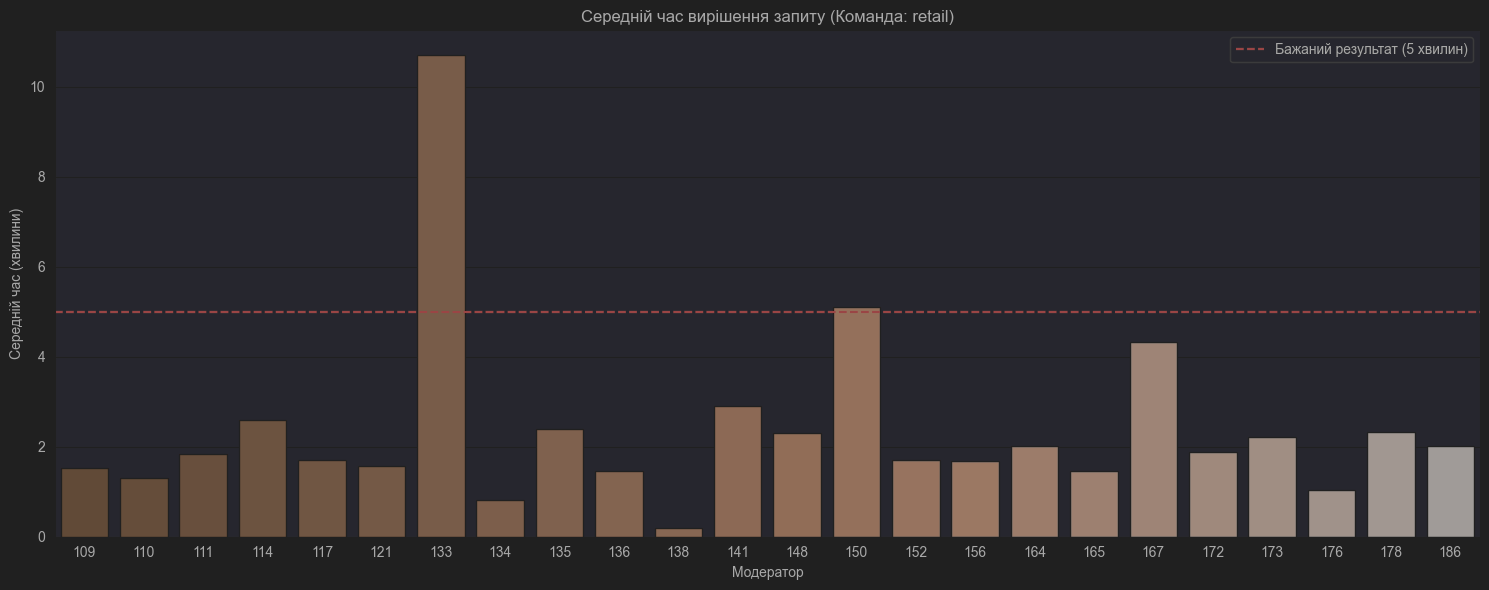 Середній час вирішення запиту (Команда: retail)
Бажаний результат (5 хвилин)
Середній час (хвилини)
10
8
6
4
2
0
109 110 111 114 117 121 133 134 135 136 138 141 148 150 152 156 164 165 167 172 173 176 178 186
Модератор